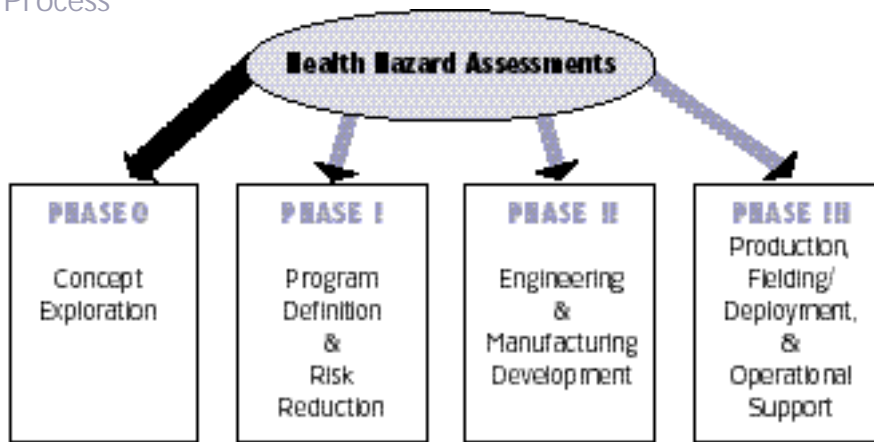 Process
Health Hazard Assessments
PHASE 0
Concept
Exploration
PHASE I
Program
Definition
&
Risk
Reduction
PHASE II
Engineering
&
Manufacturing
Development
PHASE III
Production,
Fielding/
Deployment,
&
Operational
Support